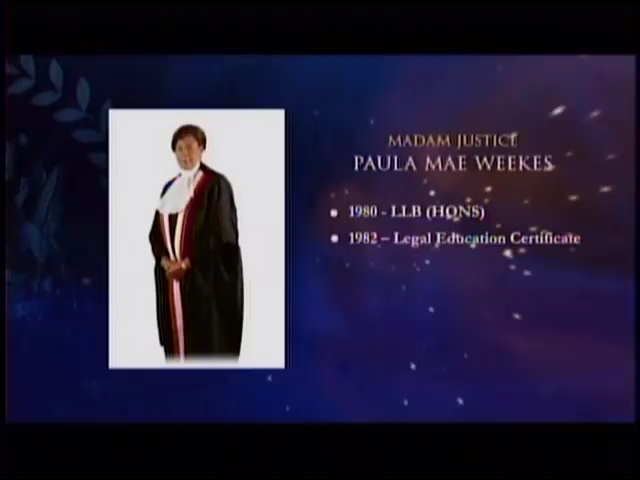 MADAM JUSTICE
PAULA MAE WEEKES
1980 - LLB (HONS)
1982 – Legal Education Certificate